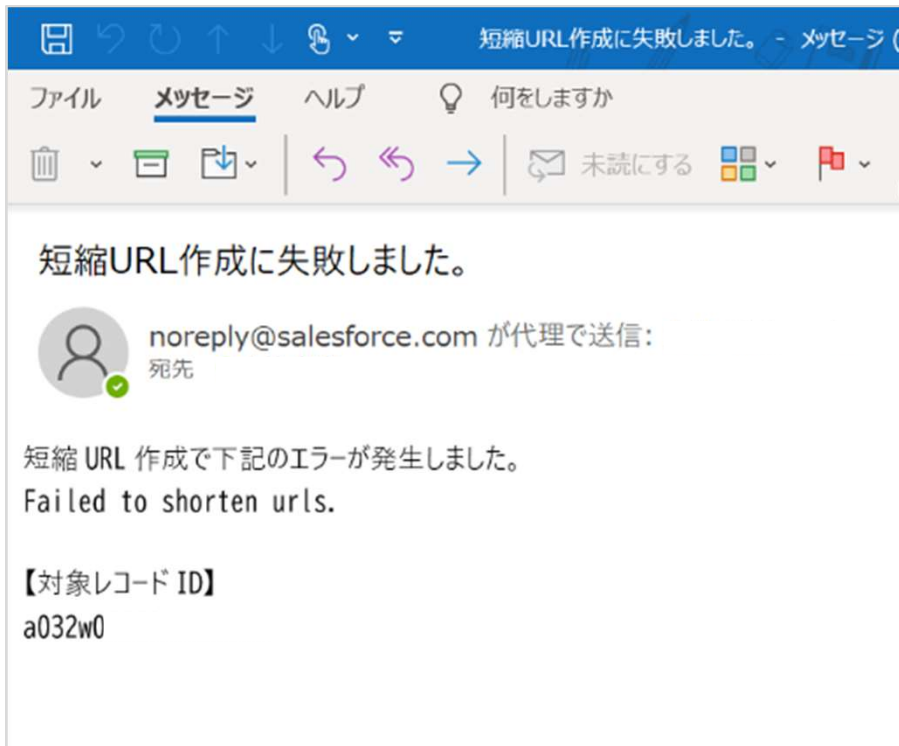 短縮URL作成に失敗しました。 - メッセージ (
ファイル メッセージ ヘルプ 何をしますか
未読にする
短縮URL作成に失敗しました。
noreply@salesforce.com が代理で送信:
宛先
短縮 URL 作成で下記のエラーが発生しました。
Failed to shorten urls.
【対象レコード ID】
a032w0